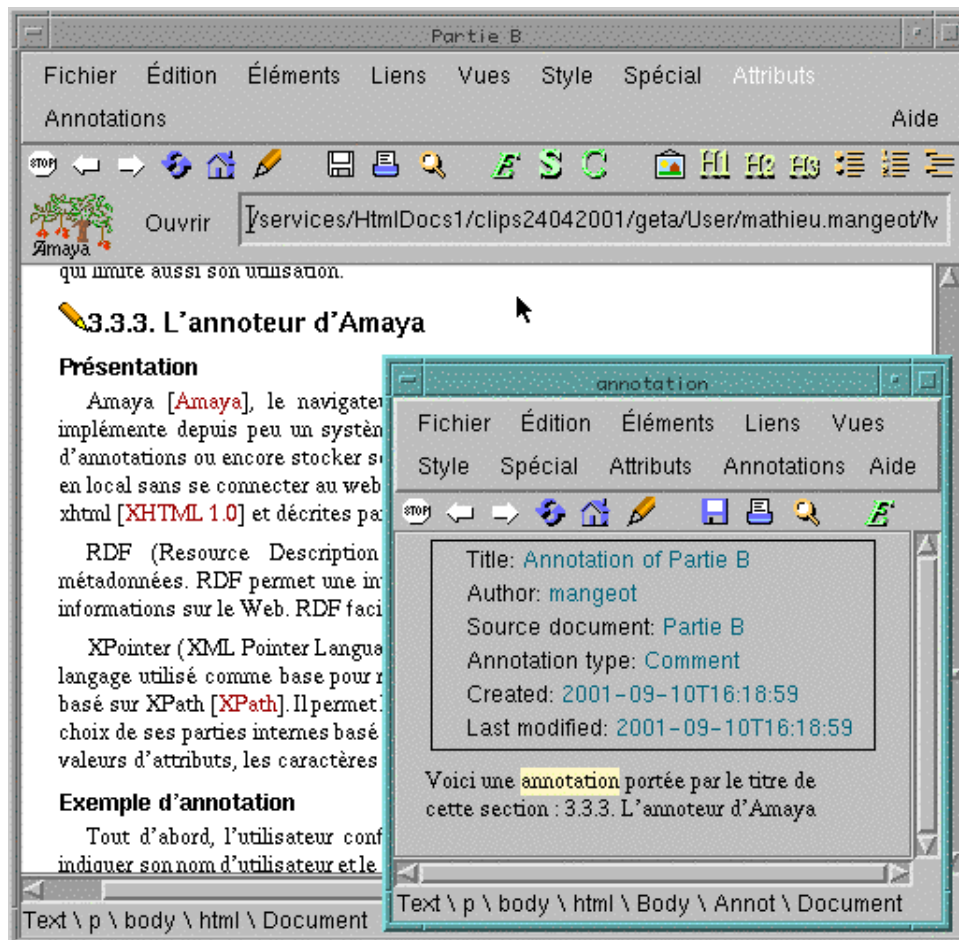 Partie B
Fichier Édition Éléments Liens Vues Style Spécial Attributs
Annotations Aide
STOP E S C H1 H2 H3
Amaya
Ouvrir /services/HtmlDocs1/clips24042001/geta/User/mathieu.mangeot/
qui limite aussi son utilisation.
3.3.3. L'annoteur d'Amaya
Présentation
Amaya [Amaya], le
implémente depuis peu un
d'annotations ou encore stocker
en local sans se connecter au web
xhtml [XHTML 1.0] et décrites
RDF (Resource Description
métadonnées. RDF permet une
informations sur le Web. RDF
XPointer (XML Pointer
langage utilisé comme base pour
basé sur XPath [XPath]. Il permet
choix de ses parties internes basé
valeurs d'attributs, les caractères
Exemple d'annotation
Tout d'abord, l'utilisateur
indiquer son nom d'utilisateur et le
Text \ p \ body \ html \ Document
annotation
Fichier Édition Éléments Liens Vues
Style Spécial Attributs Annotations Aide
STOP E
Title: Annotation of Partie B
Author: mangeot
Source document: Partie B
Annotation type: Comment
Created: 2001-09-10T16:18:59
Last modified: 2001-09-10T16:18:59
Voici une annotation portée par le titre de
cette section : 3.3.3. L'annoteur d'Amaya
Text \ p \ body \ html \ Body \ Annot \ Document